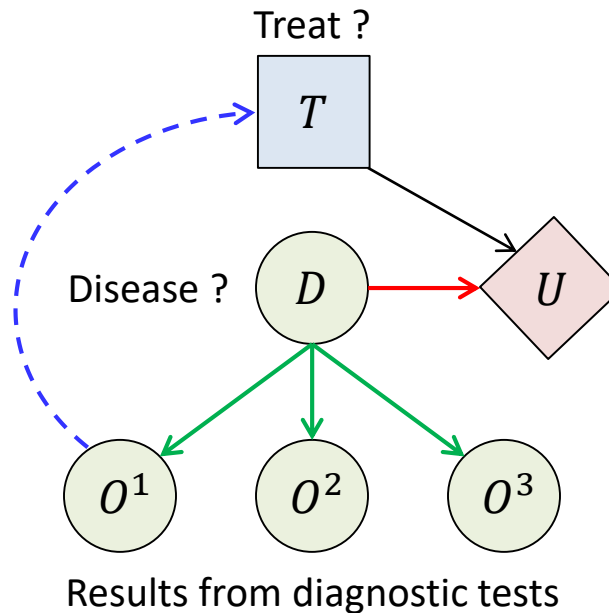 Treat ?
T
Disease ?
D
U
O¹
O²
O³
Results from diagnostic tests